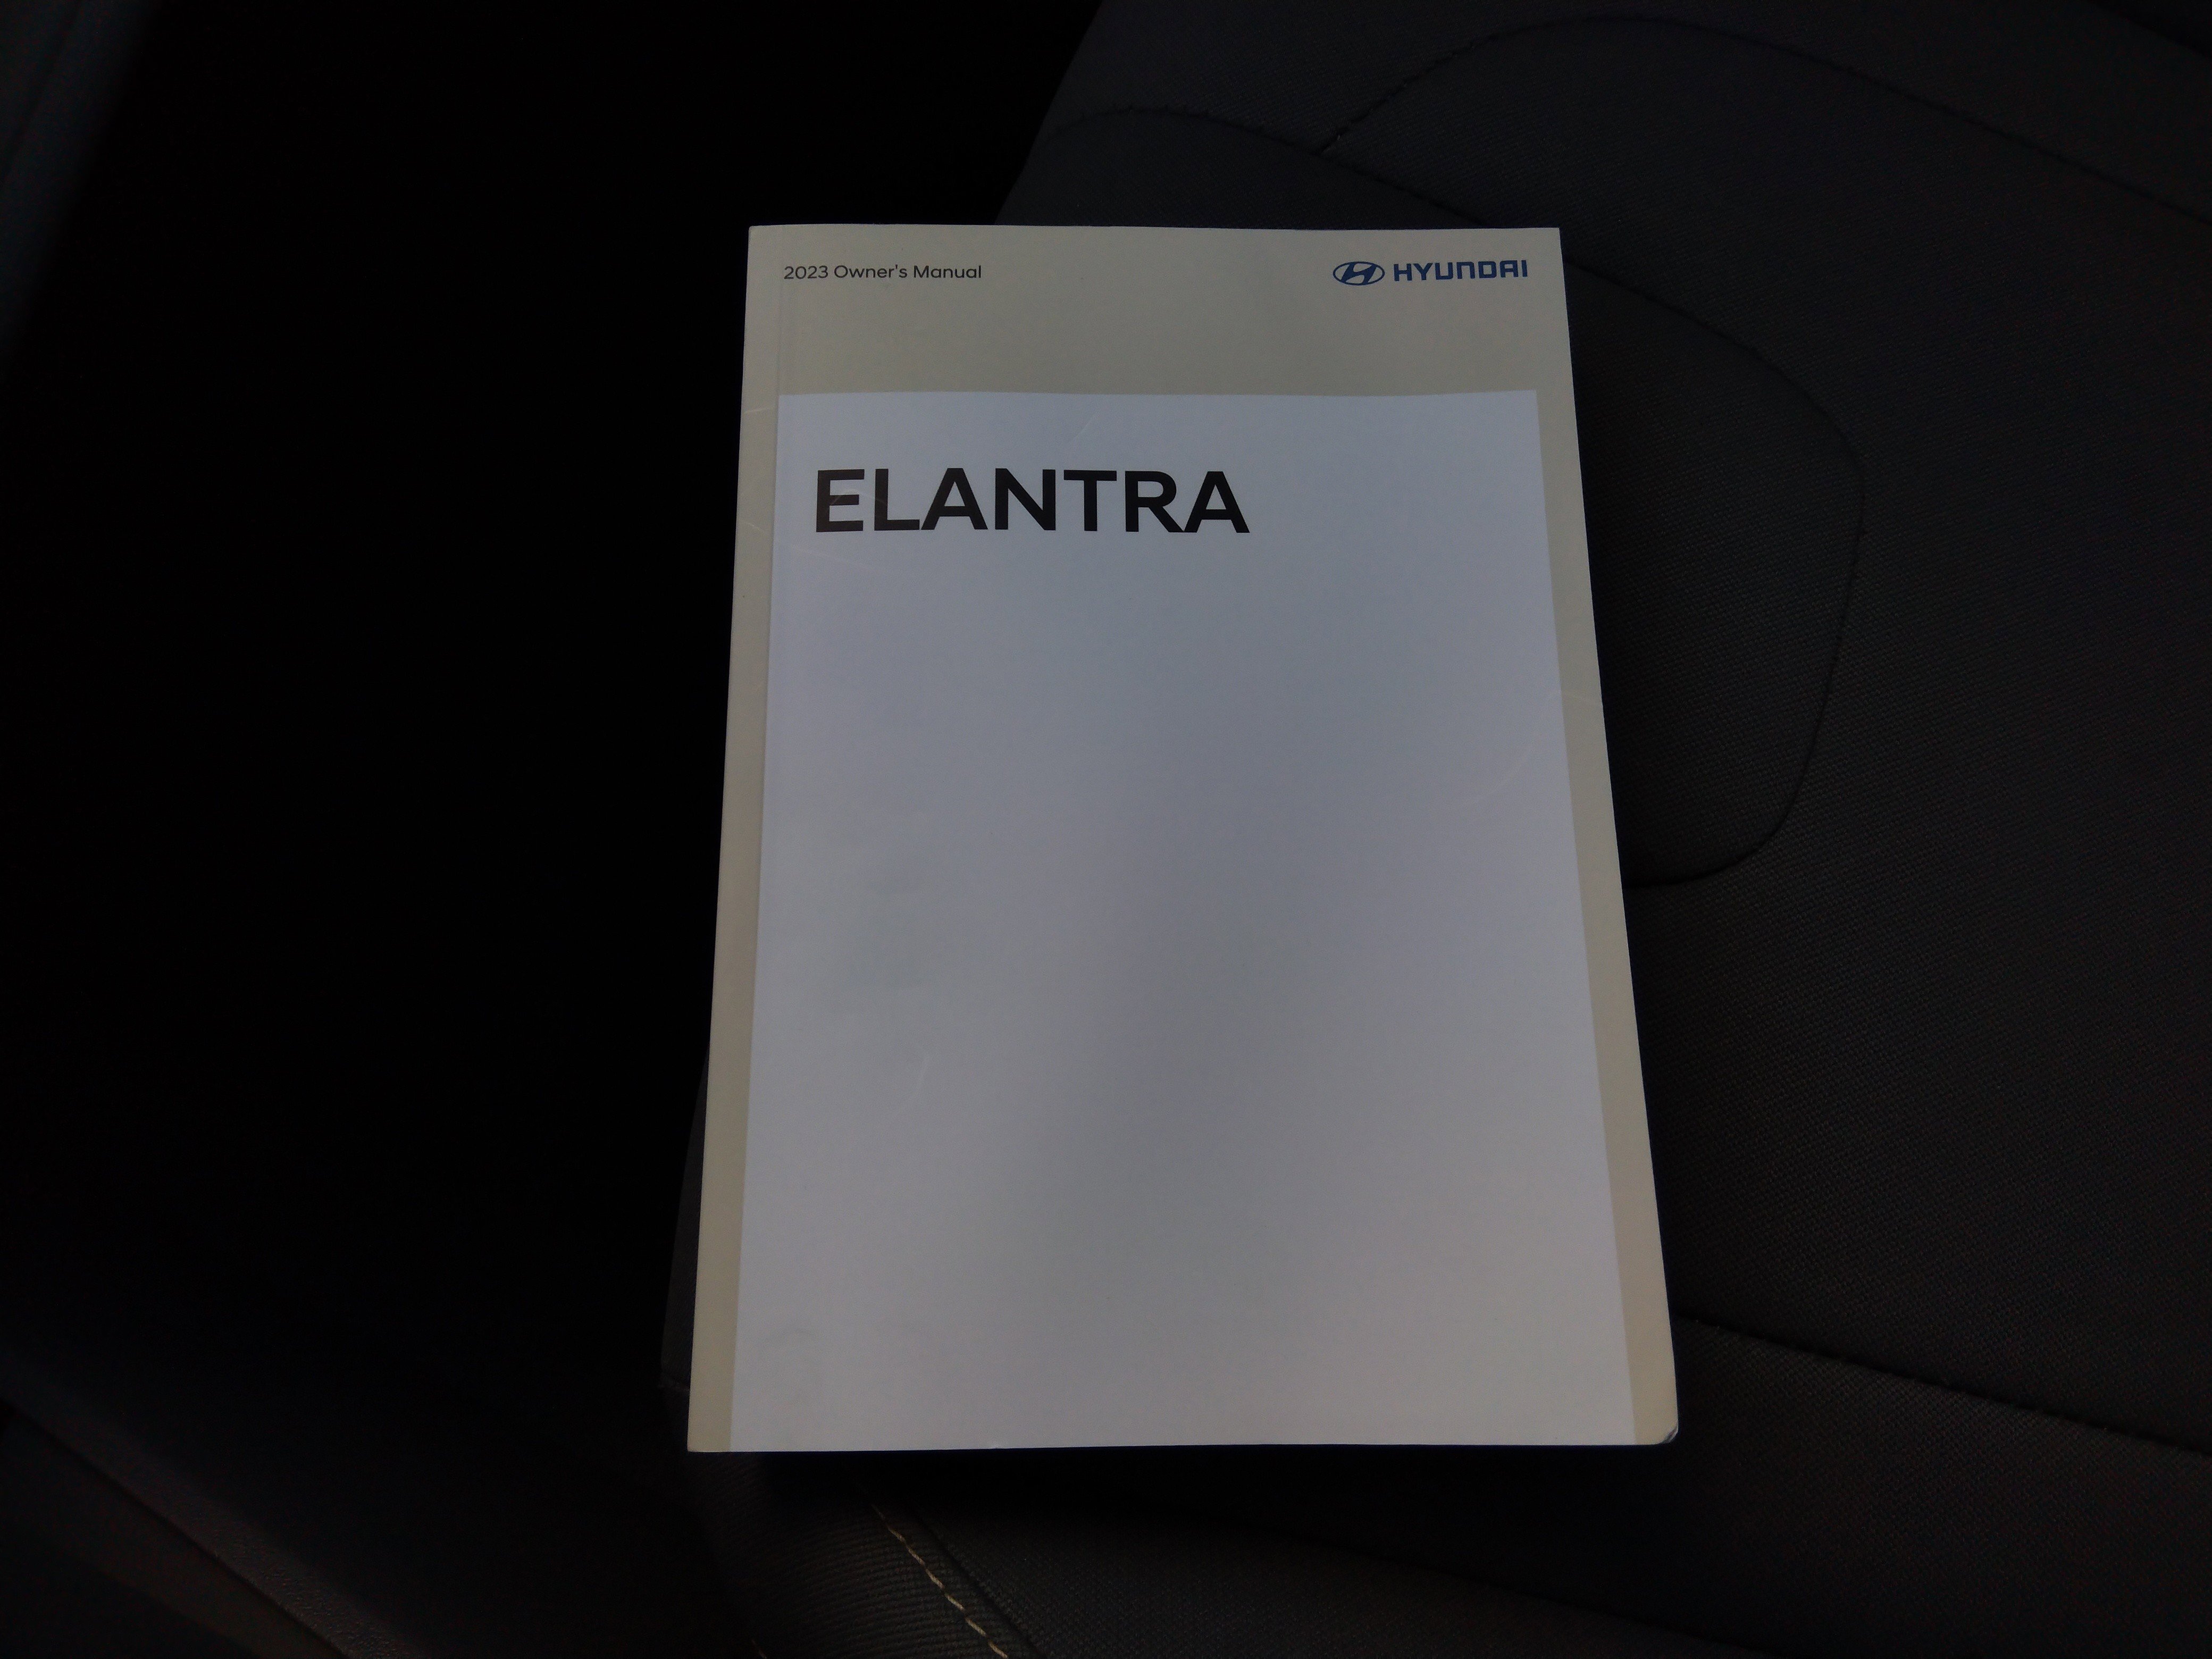 2023 Owner's Manual
HYUNDAI
ELANTRA